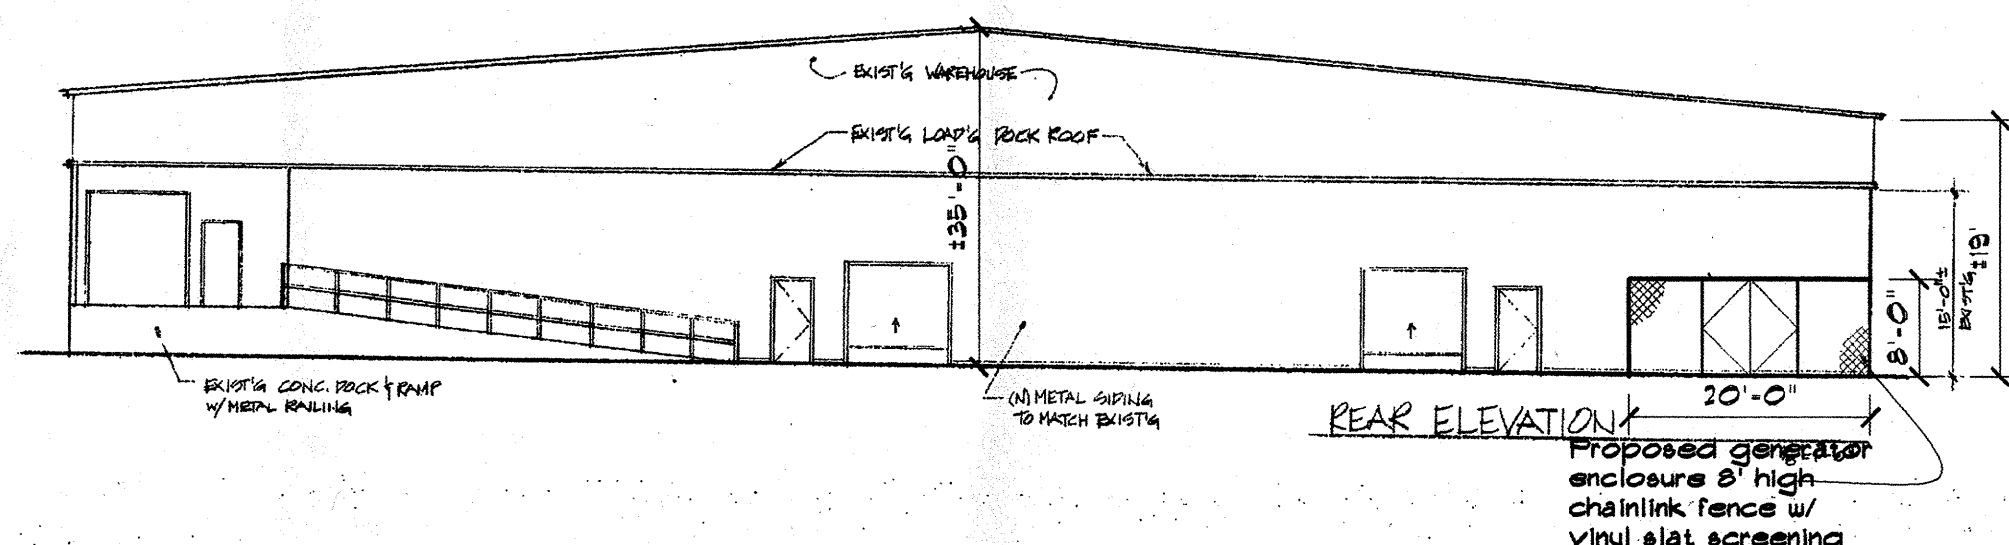 EXIST'G WAREHOUSE
EXIST'G LOAD'G DOCK ROOF
±35'-0"
±19'
15'-0"±
EXIST'G
8'-0"
20'-0"
EXIST'G CONC. DOCK & RAMP
W/ METAL RAILING
(N) METAL SIDING
TO MATCH EXIST'G
REAR ELEVATION
Proposed generator
enclosure 8' high
chainlink fence w/
vinyl slat screening